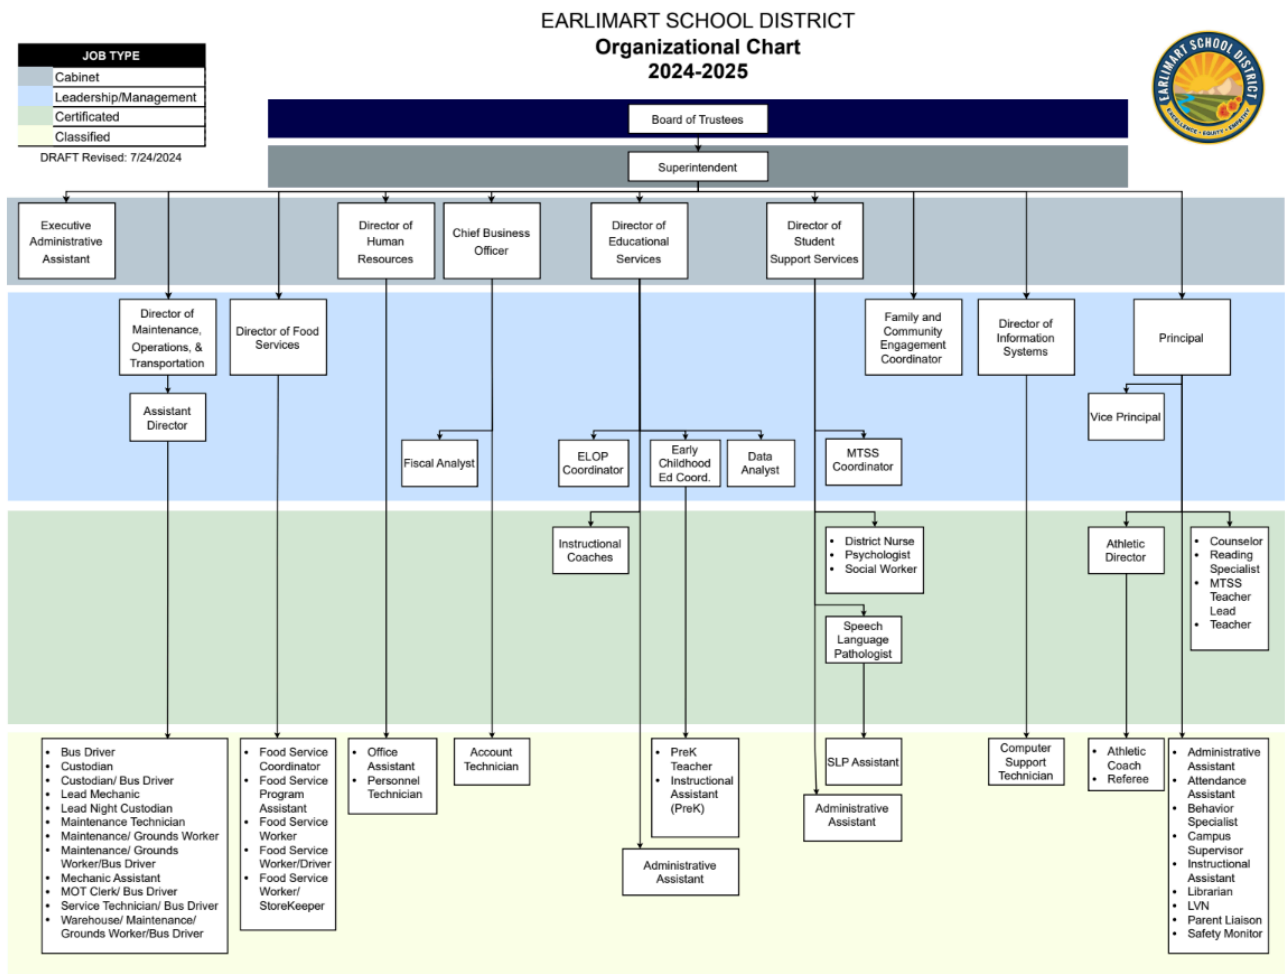 EARLIMART SCHOOL DISTRICT
Organizational Chart
2024-2025
JOB TYPE
Cabinet
Leadership/Management
Certificated
Classified
DRAFT Revised: 7/24/2024
EARLIMART SCHOOL DISTRICT
EXCELLENCE • EQUITY • EMPATHY
Board of Trustees
Superintendent
Executive
Administrative
Assistant
Director of
Human
Resources
Chief Business
Officer
Director of
Educational
Services
Director of
Student
Support Services
Director of
Maintenance,
Operations, &
Transportation
Director of Food
Services
Family and
Community
Engagement
Coordinator
Director of
Information
Systems
Principal
Assistant
Director
Vice Principal
Fiscal Analyst
ELOP
Coordinator
Early
Childhood
Ed Coord.
Data
Analyst
MTSS
Coordinator
Instructional
Coaches
• District Nurse
• Psychologist
• Social Worker
Athletic
Director
• Counselor
• Reading
Specialist
• MTSS
Teacher
Lead
• Teacher
Speech
Language
Pathologist
• Bus Driver
• Custodian
• Custodian/ Bus Driver
• Lead Mechanic
• Lead Night Custodian
• Maintenance Technician
• Maintenance/ Grounds Worker
• Maintenance/ Grounds
Worker/Bus Driver
• Mechanic Assistant
• MOT Clerk/ Bus Driver
• Service Technician/ Bus Driver
• Warehouse/ Maintenance/
Grounds Worker/Bus Driver
• Food Service
Coordinator
• Food Service
Program
Assistant
• Food Service
Worker
• Food Service
Worker/Driver
• Food Service
Worker/
StoreKeeper
• Office
Assistant
• Personnel
Technician
Account
Technician
• PreK
Teacher
• Instructional
Assistant
(PreK)
Administrative
Assistant
SLP Assistant
Administrative
Assistant
Computer
Support
Technician
• Athletic
Coach
• Referee
• Administrative
Assistant
• Attendance
Assistant
• Behavior
Specialist
• Campus
Supervisor
• Instructional
Assistant
• Librarian
• LVN
• Parent Liaison
• Safety Monitor